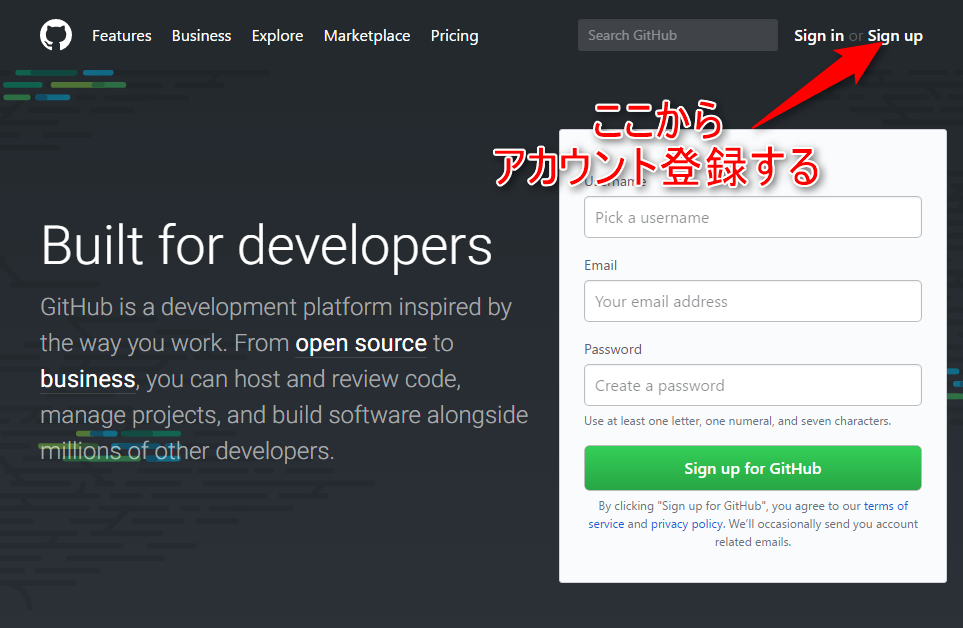 Features Business Explore Marketplace Pricing Search GitHub Sign in or Sign up
ここから
アカウント登録する
Username
Pick a username
Built for developers
Email
GitHub is a development platform inspired by
Your email address
the way you work. From open source to
Password
business, you can host and review code,
Create a password
manage projects, and build software alongside
Use at least one letter, one numeral, and seven characters.
millions of other developers.
Sign up for GitHub
By clicking "Sign up for GitHub", you agree to our terms of
service and privacy policy. We'll occasionally send you account
related emails.